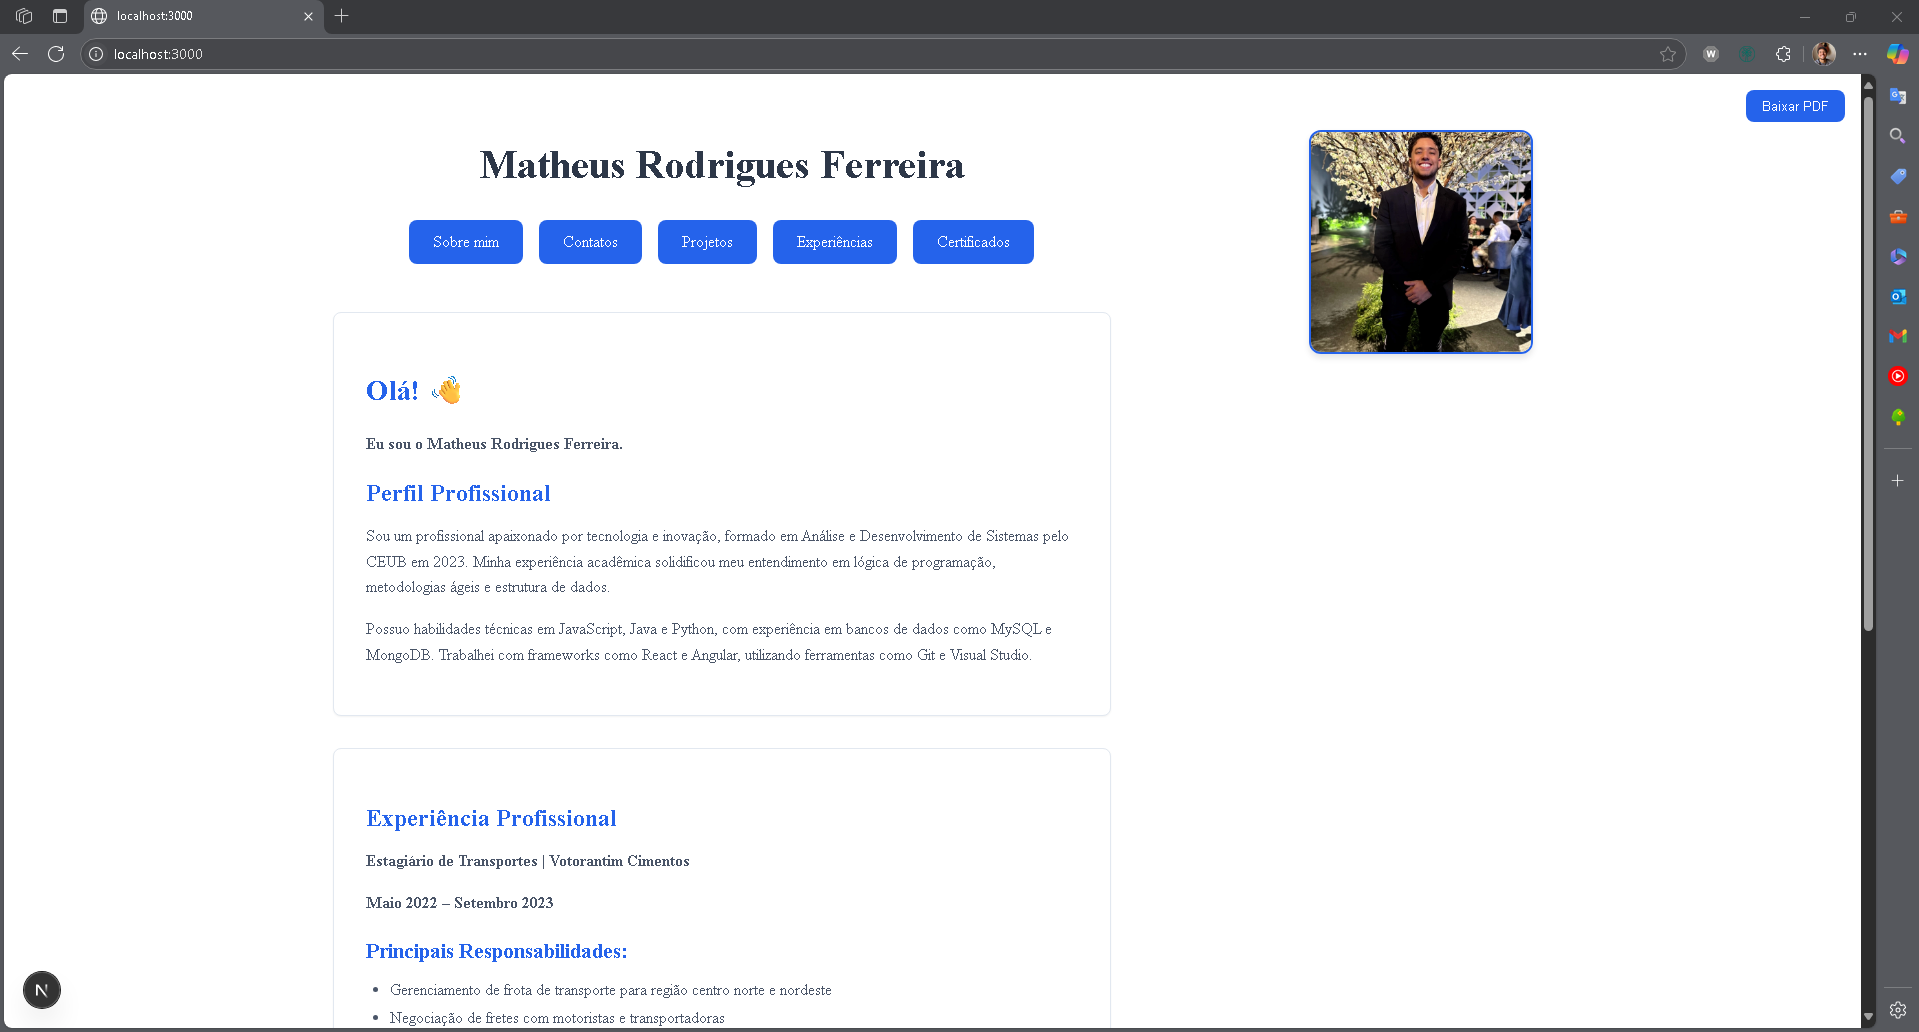 localhost:3000
localhost:3000
W
Baixar PDF
Matheus Rodrigues Ferreira
Sobre mim
Contatos
Projetos
Experiências
Certificados
Olá! 👋
Eu sou o Matheus Rodrigues Ferreira.
Perfil Profissional
Sou um profissional apaixonado por tecnologia e inovação, formado em Análise e Desenvolvimento de Sistemas pelo
CEUB em 2023. Minha experiência acadêmica solidificou meu entendimento em lógica de programação,
metodologias ágeis e estrutura de dados.
Possuo habilidades técnicas em JavaScript, Java e Python, com experiência em bancos de dados como MySQL e
MongoDB. Trabalhei com frameworks como React e Angular, utilizando ferramentas como Git e Visual Studio.
Experiência Profissional
Estagiário de Transportes | Votorantim Cimentos
Maio 2022 – Setembro 2023
Principais Responsabilidades:
• Gerenciamento de frota de transporte para região centro norte e nordeste
• Negociação de fretes com motoristas e transportadoras
N